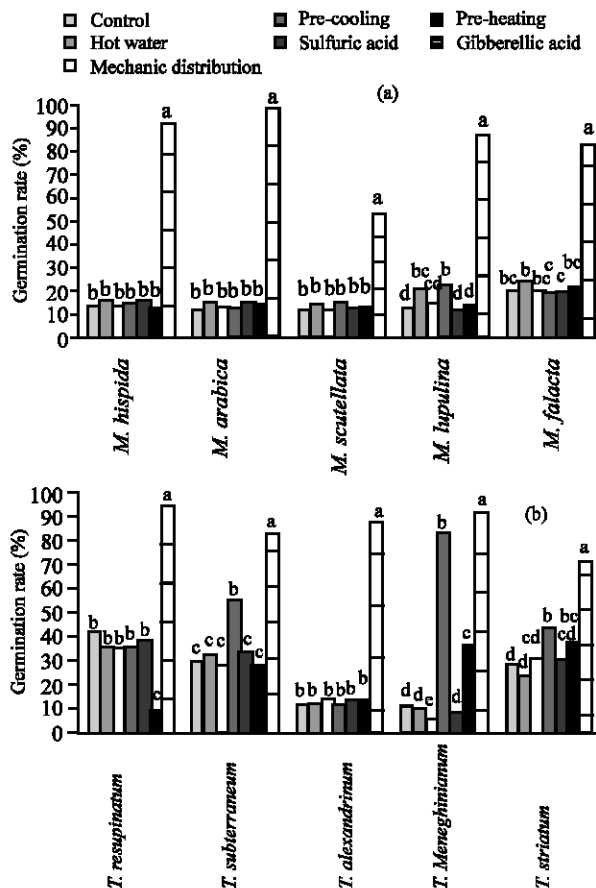 Control Pre-cooling Pre-heating
Hot water Sulfuric acid Gibberellic acid
Mechanic distribution
(a)
Germination rate (%)
100
90
80
70
60
50
40
30
20
10
0
b b b b b b a
b b b b b b a
b b b b b b a
d bc cd b d d a
bc b bc c c bc a
M. hispida
M. arabica
M. scutellata
M. lupulina
M. falacta
(b)
Germination rate (%)
100
90
80
70
60
50
40
30
20
10
0
b b b b b c a
c c c b c c a
b b b b b b a
d d e b d c a
d d cd b cd bc a
T. resupinatum
T. subterraneum
T. alexandrinum
T. Meneghinianum
T. striatum